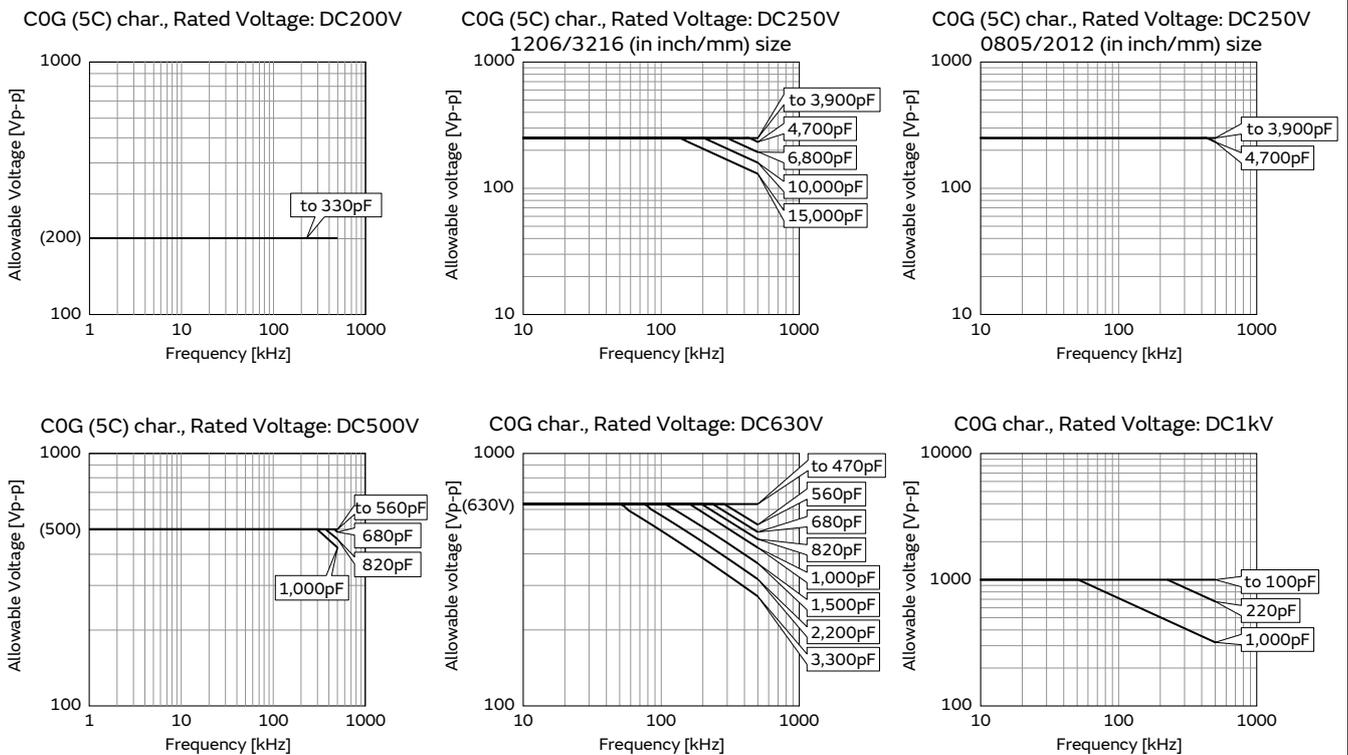 C0G (5C) char., Rated Voltage: DC200V
1000
Allowable Voltage [Vp-p]
to 330pF
(200)
100
1
10
100
1000
Frequency [kHz]
C0G (5C) char., Rated Voltage: DC250V
1206/3216 (in inch/mm) size
1000
Allowable voltage [Vp-p]
to 3,900pF
4,700pF
6,800pF
10,000pF
15,000pF
100
10
10
100
1000
Frequency [kHz]
C0G (5C) char., Rated Voltage: DC250V
0805/2012 (in inch/mm) size
1000
Allowable voltage [Vp-p]
to 3,900pF
4,700pF
100
10
10
100
1000
Frequency [kHz]
C0G (5C) char., Rated Voltage: DC500V
1000
Allowable Voltage [Vp-p]
to 560pF
(500)
680pF
820pF
1,000pF
100
1
10
100
1000
Frequency [kHz]
C0G char., Rated Voltage: DC630V
1000
Allowable voltage [Vp-p]
(630V)
to 470pF
560pF
680pF
820pF
1,000pF
1,500pF
2,200pF
3,300pF
100
10
100
1000
Frequency [kHz]
C0G char., Rated Voltage: DC1kV
10000
Allowable voltage [Vp-p]
1000
to 100pF
220pF
1,000pF
100
10
100
1000
Frequency [kHz]